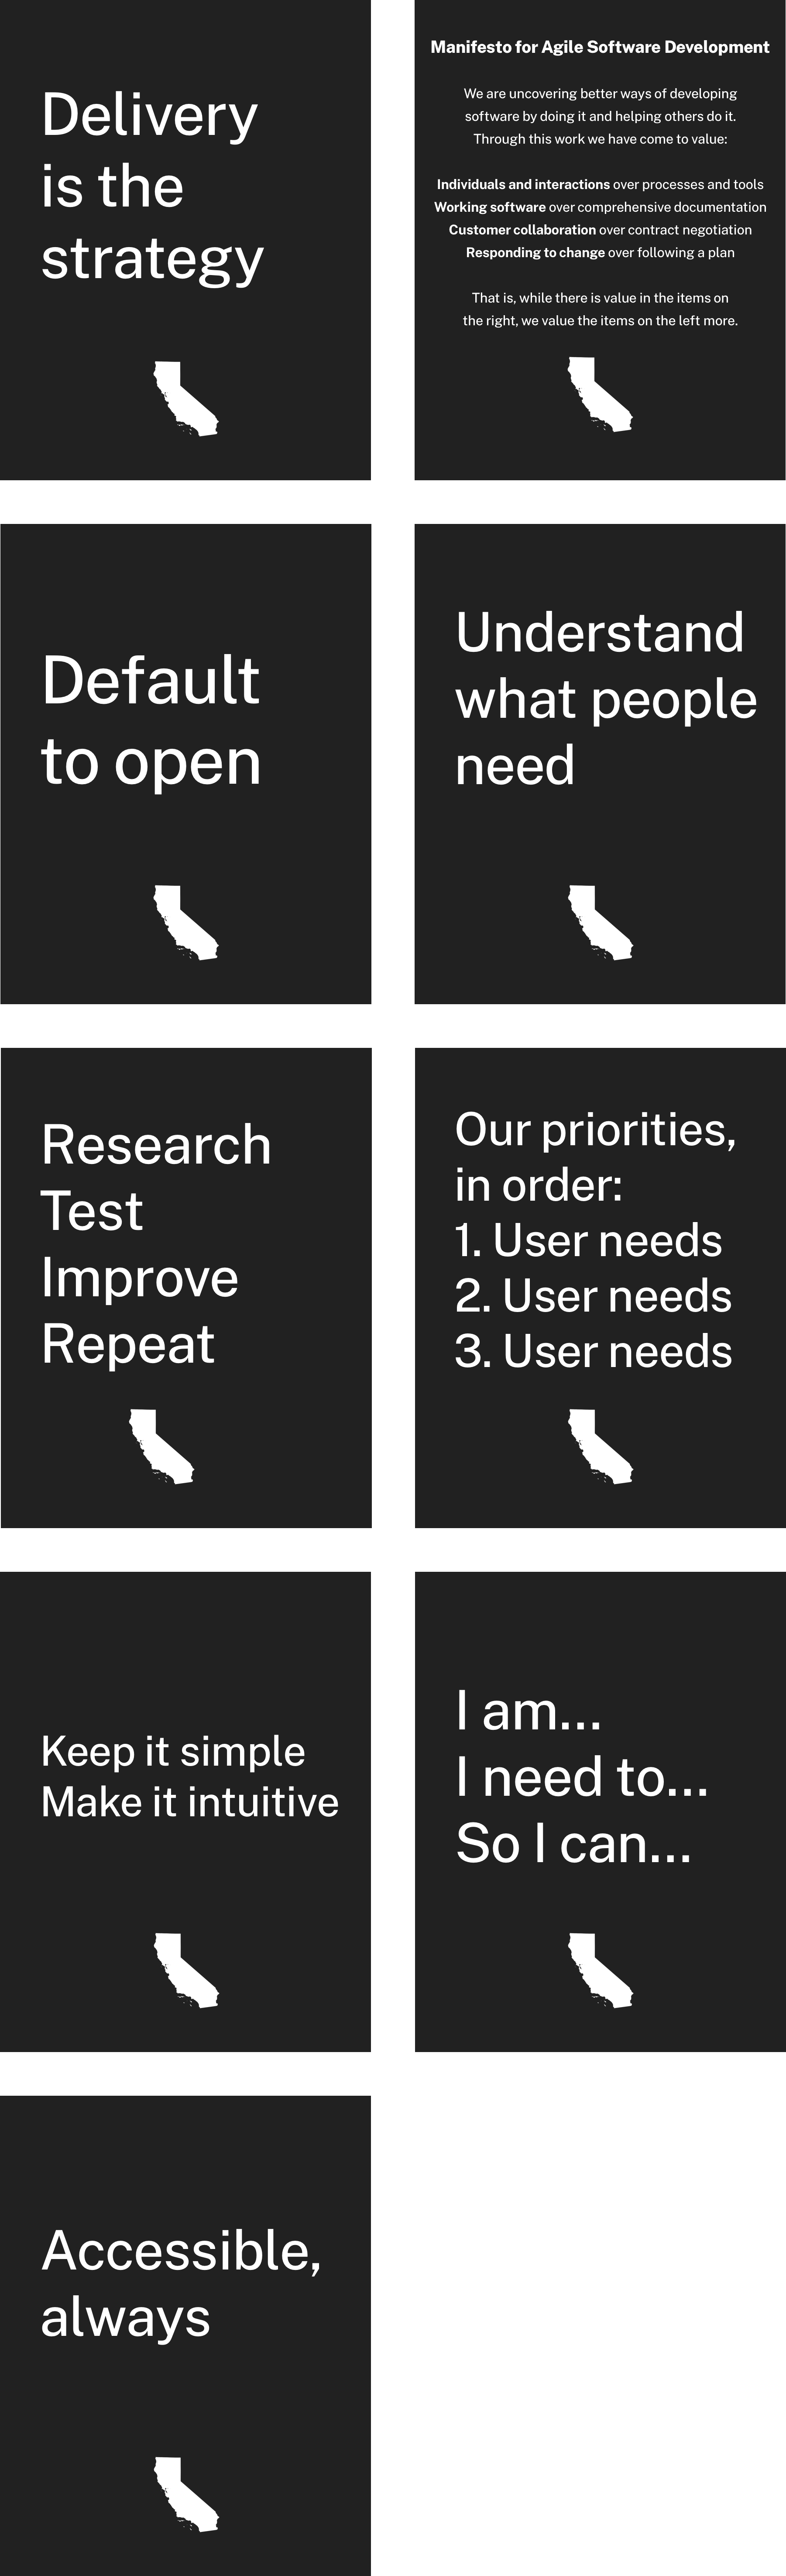 Delivery
is the
strategy
Manifesto for Agile Software Development
We are uncovering better ways of developing
software by doing it and helping others do it.
Through this work we have come to value:
Individuals and interactions over processes and tools
Working software over comprehensive documentation
Customer collaboration over contract negotiation
Responding to change over following a plan
That is, while there is value in the items on
the right, we value the items on the left more.
Default
to open
Understand
what people
need
Research
Test
Improve
Repeat
Our priorities,
in order:
1. User needs
2. User needs
3. User needs
Keep it simple
Make it intuitive
I am...
I need to...
So I can...
Accessible,
always